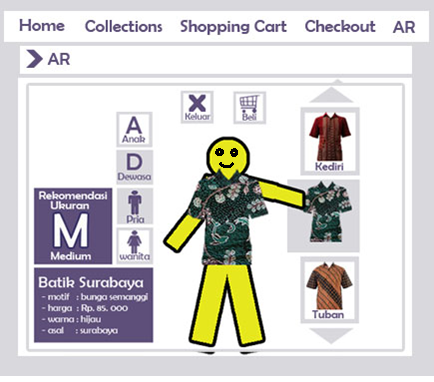 Home Collections Shopping Cart Checkout AR
AR
Keluar
Beli
A
Anak
D
Dewasa
Pria
wanita
Rekomendasi
Ukuran
M
Medium
Batik Surabaya
- motif : bunga semanggi
- harga : Rp. 85. 000
- warna : hijau
- asal : surabaya
Kediri
Tuban